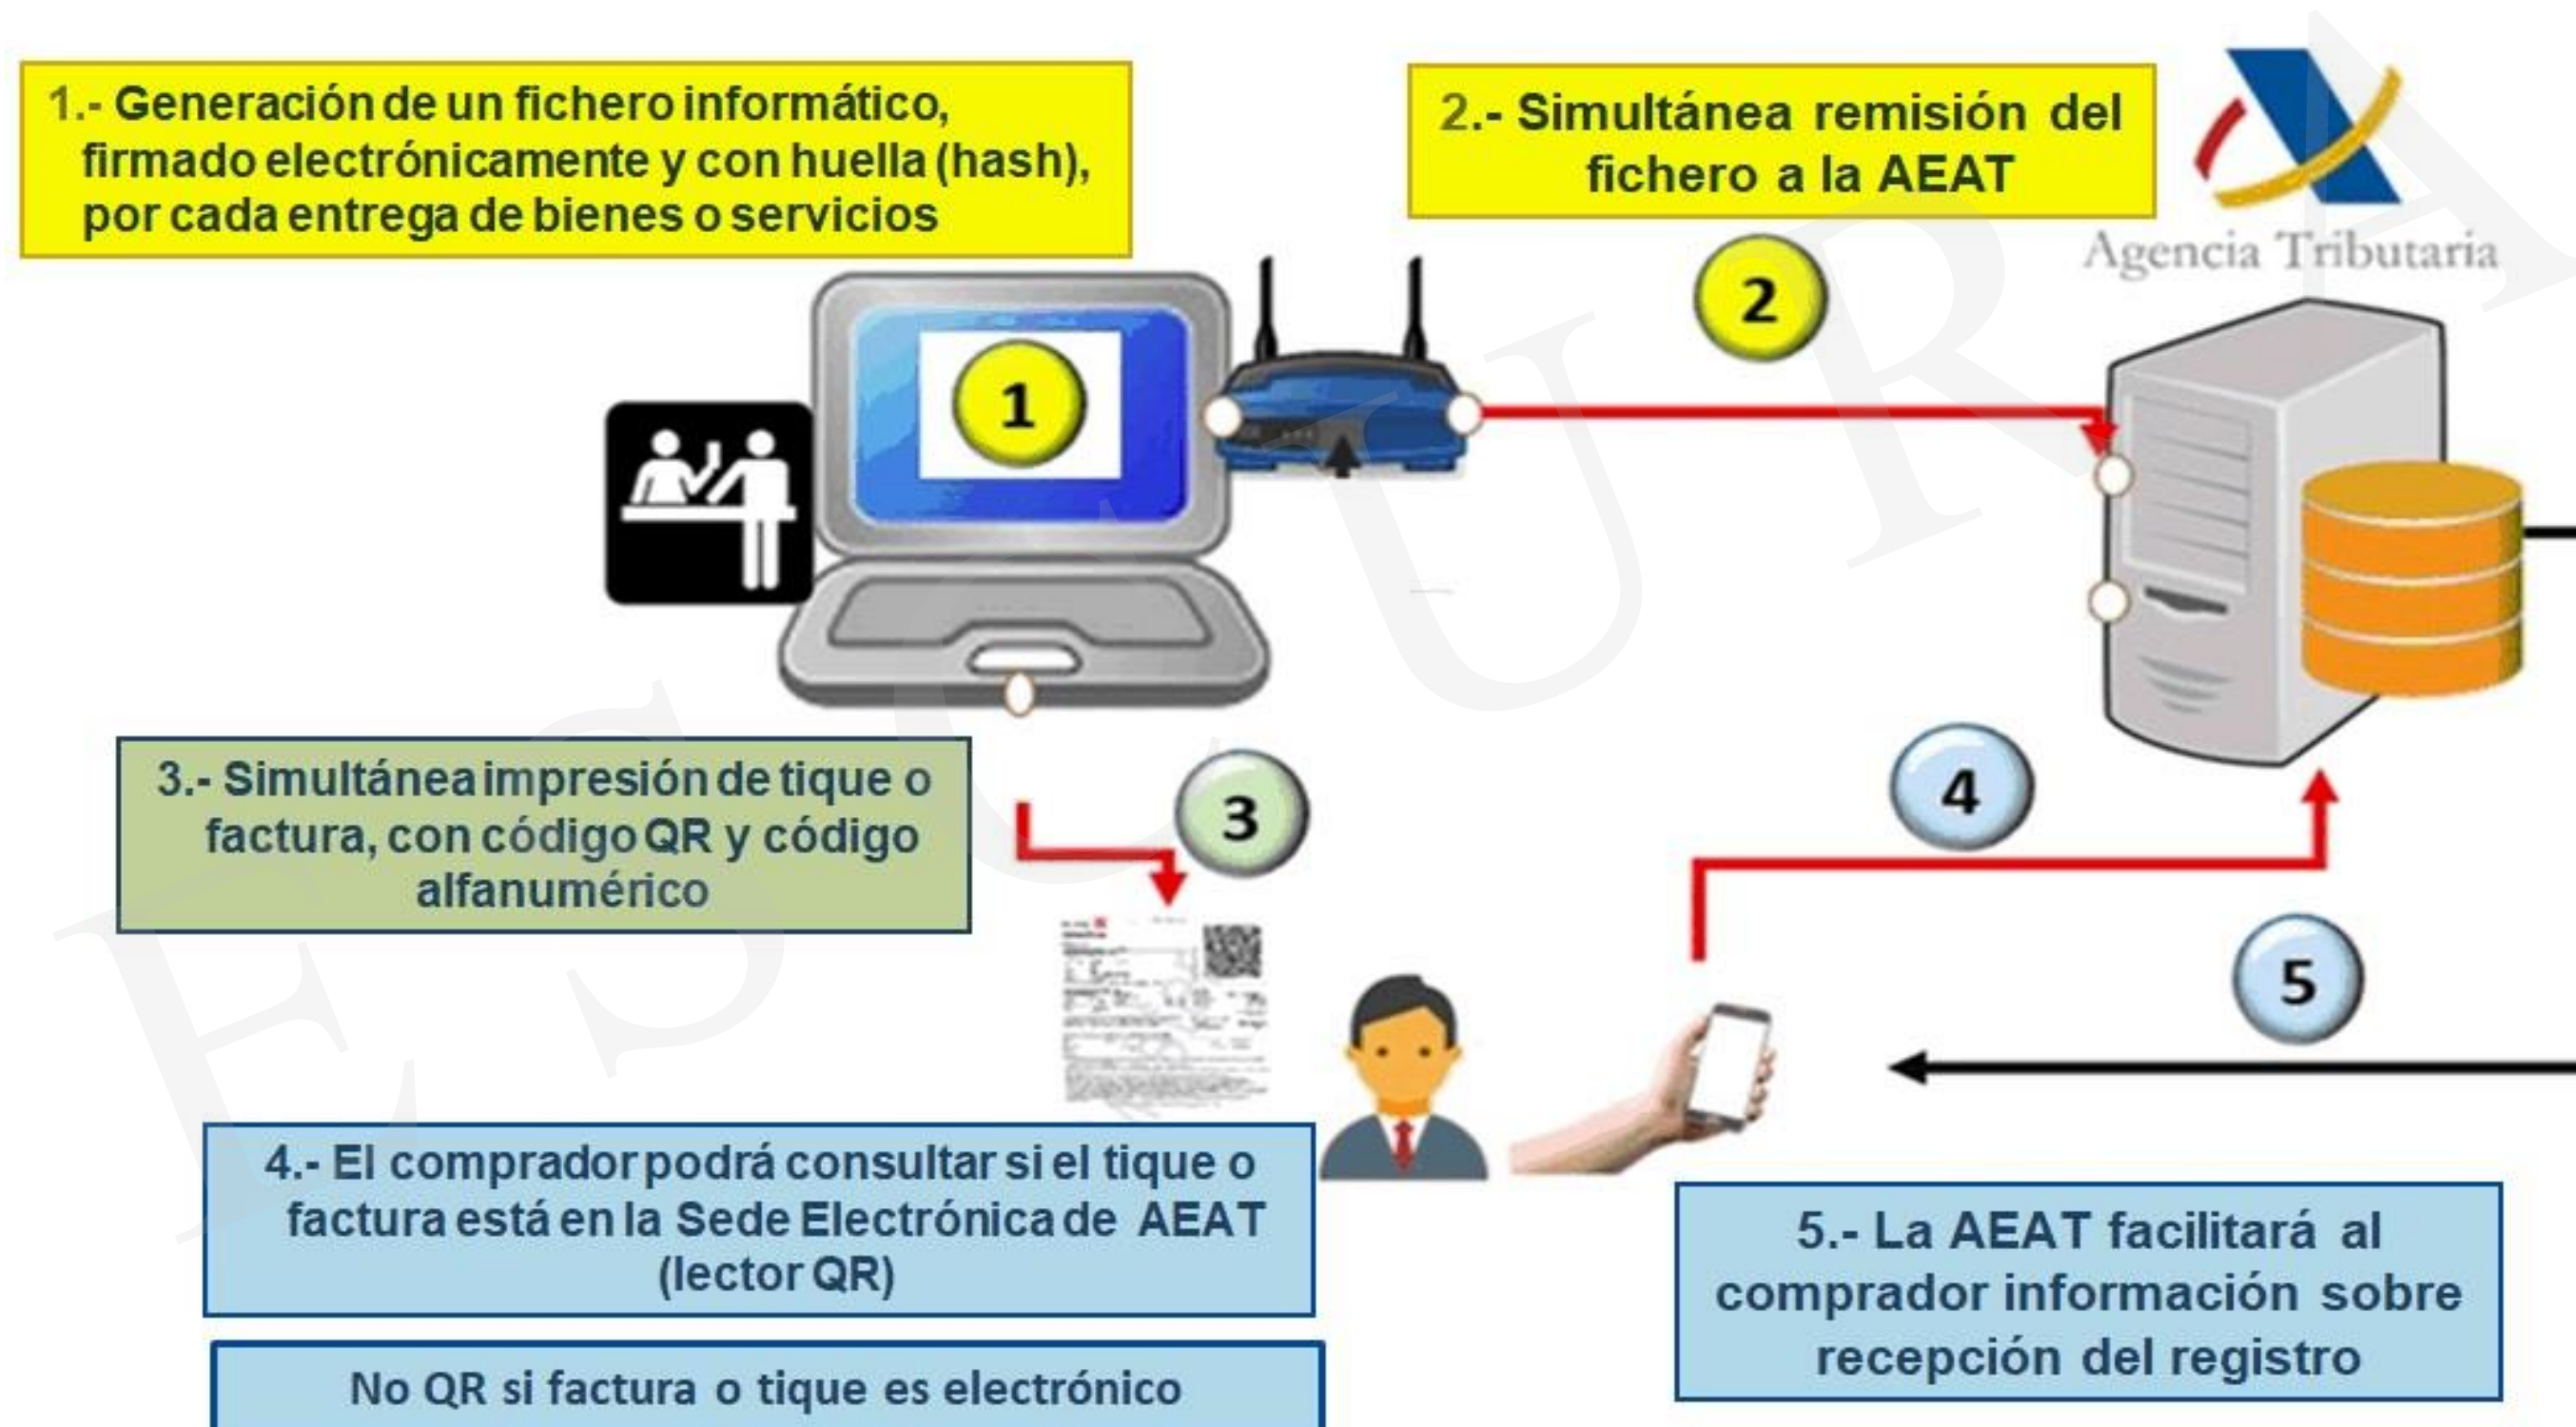 1.- Generación de un fichero informático,
firmado electrónicamente y con huella (hash),
por cada entrega de bienes o servicios
2.- Simultánea remisión del
fichero a la AEAT
Agencia Tributaria
2
1
3.- Simultánea impresión de tique o
factura, con código QR y código
alfanumérico
3
4
5
4.- El comprador podrá consultar si el tique o
factura está en la Sede Electrónica de AEAT
(lector QR)
5.- La AEAT facilitará al
comprador información sobre
recepción del registro
No QR si factura o tique es electrónico
ESCURA